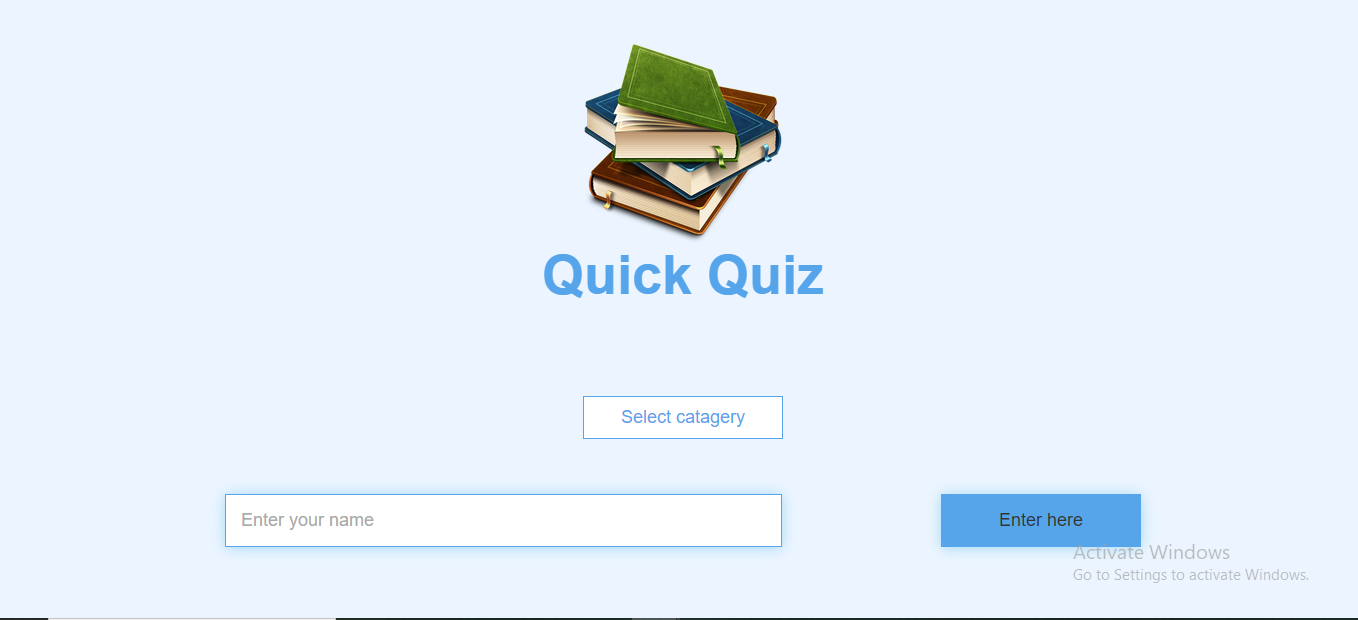 Quick Quiz
Select catagery
Enter your name
Enter here
Activate Windows
Go to Settings to activate Windows.